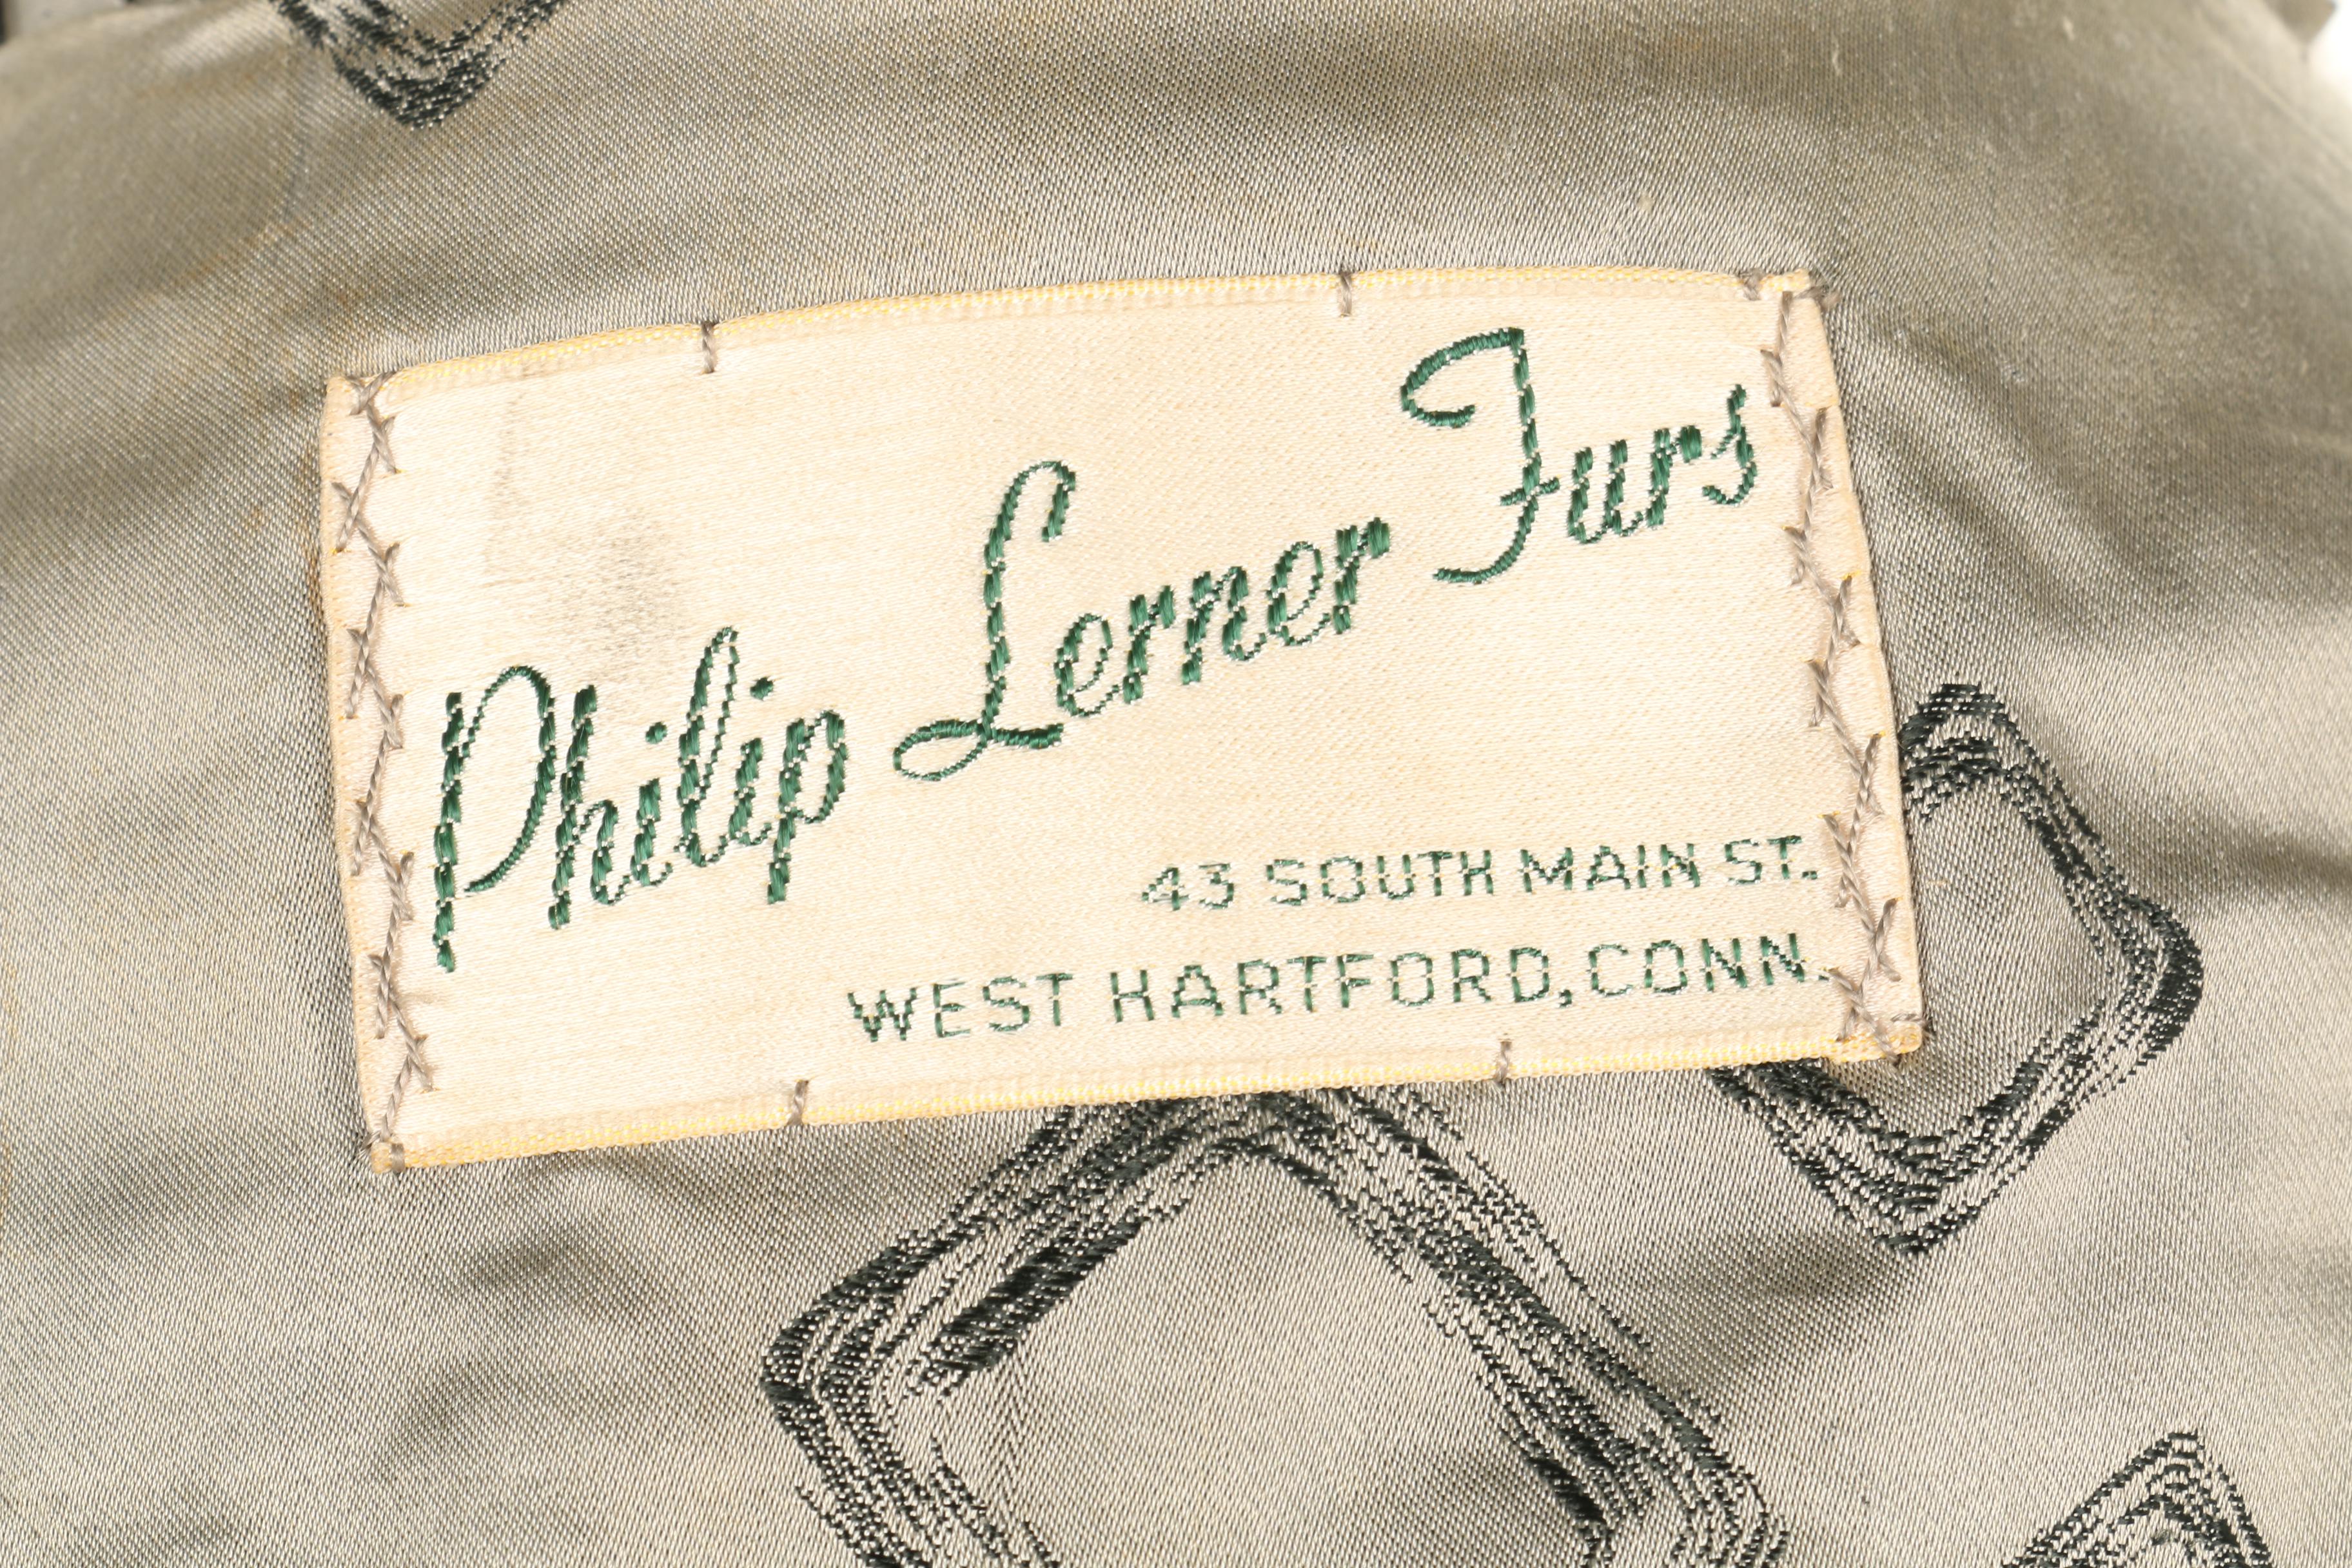 Philip Lerner Furs
43 SOUTH MAIN ST.
WEST HARTFORD, CONN.